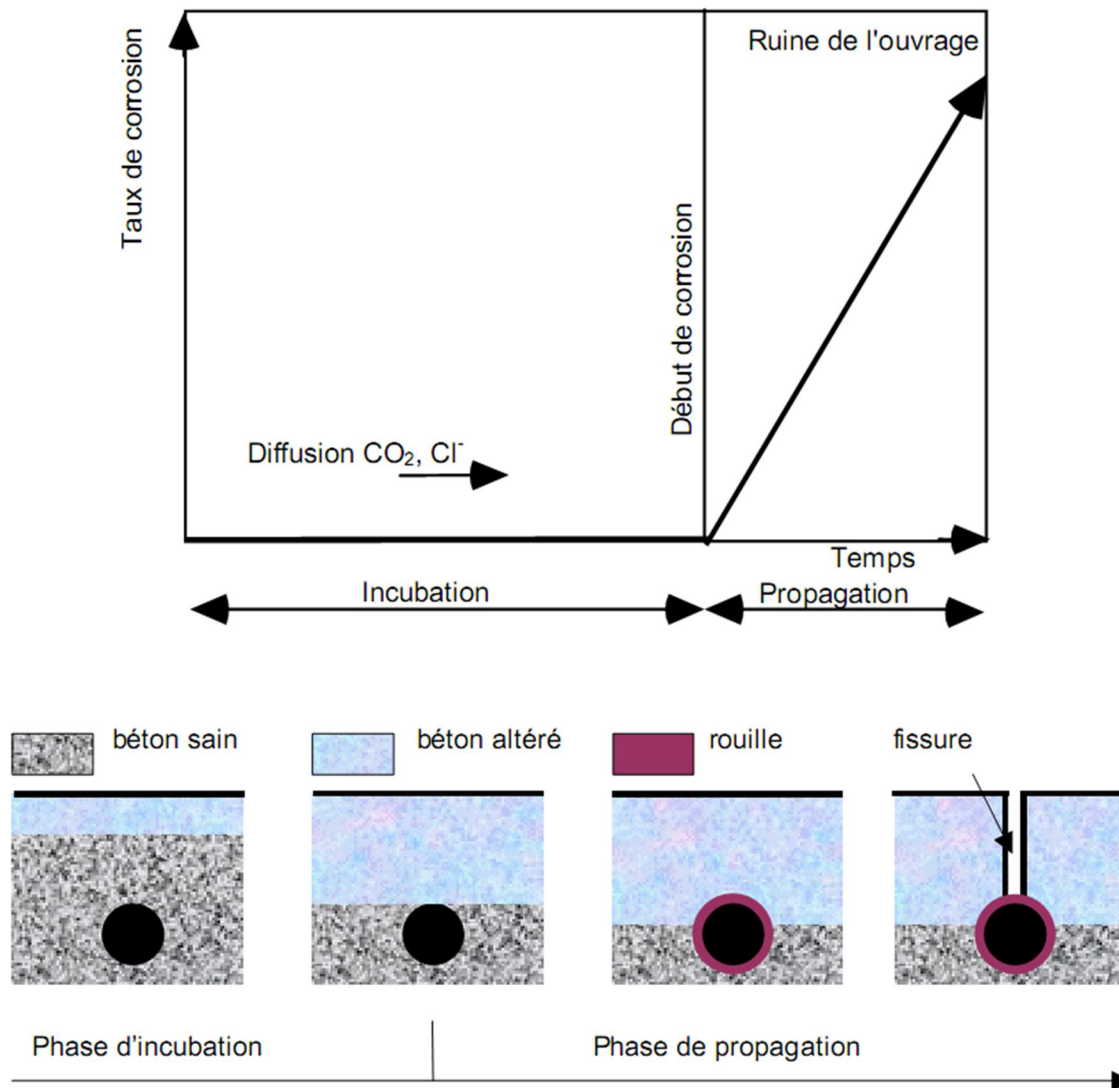 Ruine de l'ouvrage
Taux de corrosion
Début de corrosion
Diffusion CO₂, Cl⁻
Temps
Incubation
Propagation
béton sain
béton altéré
rouille
fissure
Phase d'incubation
Phase de propagation